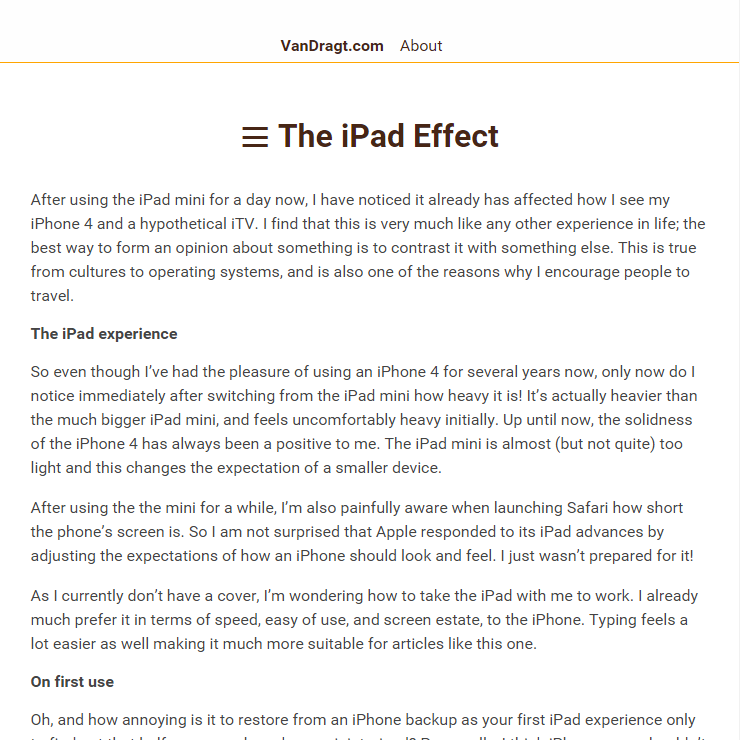 VanDragt.com About
The iPad Effect
After using the iPad mini for a day now, I have noticed it already has affected how I see my
iPhone 4 and a hypothetical iTV. I find that this is very much like any other experience in life; the
best way to form an opinion about something is to contrast it with something else. This is true
from cultures to operating systems, and is also one of the reasons why I encourage people to
travel.
The iPad experience
So even though I’ve had the pleasure of using an iPhone 4 for several years now, only now do I
notice immediately after switching from the iPad mini how heavy it is! It’s actually heavier than
the much bigger iPad mini, and feels uncomfortably heavy initially. Up until now, the solidness
of the iPhone 4 has always been a positive to me. The iPad mini is almost (but not quite) too
light and this changes the expectation of a smaller device.
After using the the mini for a while, I’m also painfully aware when launching Safari how short
the phone’s screen is. So I am not surprised that Apple responded to its iPad advances by
adjusting the expectations of how an iPhone should look and feel. I just wasn’t prepared for it!
As I currently don’t have a cover, I’m wondering how to take the iPad with me to work. I already
much prefer it in terms of speed, easy of use, and screen estate, to the iPhone. Typing feels a
lot easier as well making it much more suitable for articles like this one.
On first use
Oh, and how annoying is it to restore from an iPhone backup as your first iPad experience only